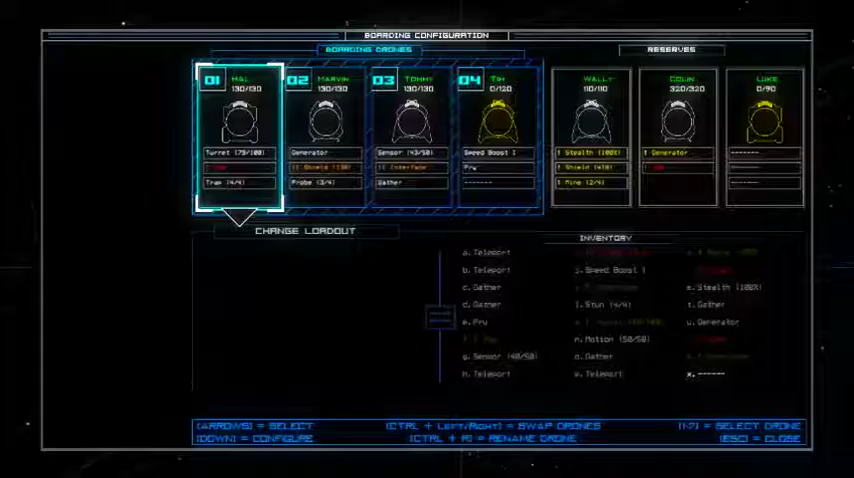 BOARDING CONFIGURATION
BOARDING DRONES
RESERVES
01 HAL
130/130
02 MARVIN
130/130
03 TOMMY
130/130
04 TIM
0/120
WALLY
110/110
COLIN
320/320
LUKE
0/90
Turret (79/100)
Trap (4/4)
Generator
Probe (3/4)
Sensor (43/50)
Gather
Speed Boost I
Pry
-------
Stealth (100%)
Mine (2/4)
Generator
-------
-------
-------
CHANGE LOADOUT
INVENTORY
a. Teleport
b. Teleport
c. Gather
d. Gather
e. Pry
g. Sensor (40/50)
h. Teleport
j. Speed Boost I
l. Stun (4/4)
n. Motion (50/50)
o. Gather
p. Teleport
s. Stealth (100%)
t. Gather
u. Generator
x. ------
[ARROWS] = SELECT
[CTRL + Left/Right] = SWAP DRONES
[1-7] = SELECT DRONE
[DOWN] = CONFIGURE
[CTRL + R] = RENAME DRONE
[ESC] = CLOSE